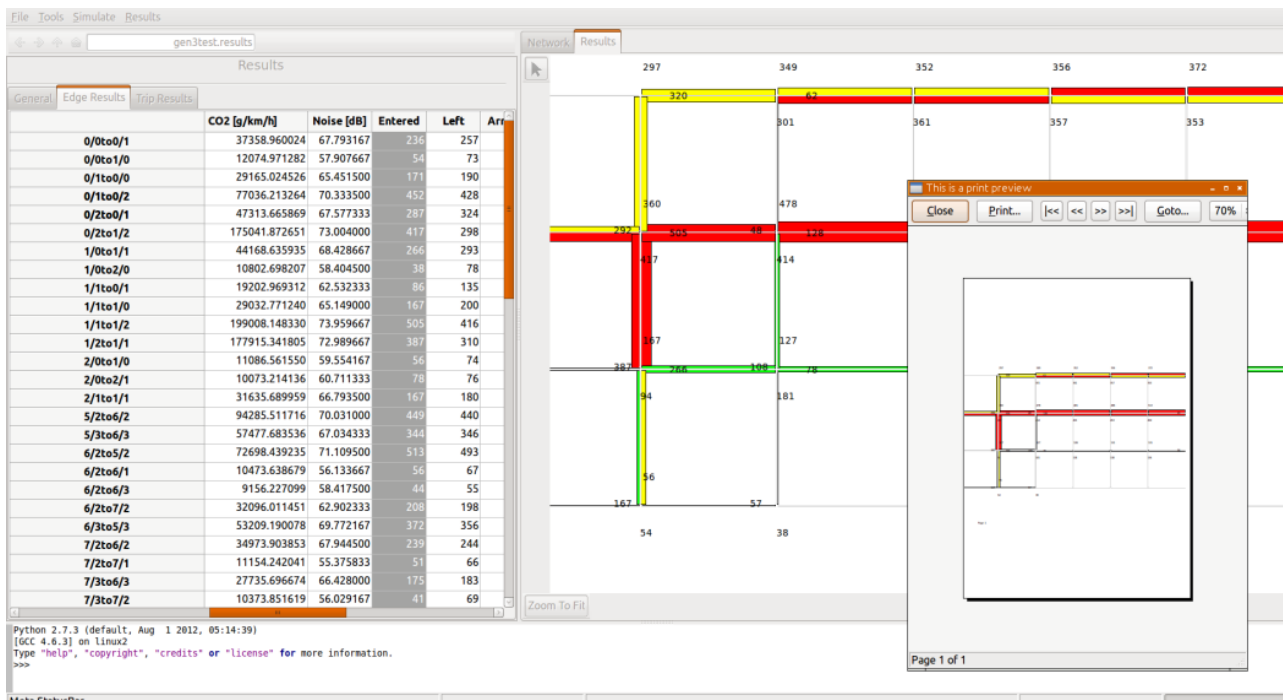 File Tools Simulate Results
gen3test.results
Results
General Edge Results Trip Results
CO2 [g/km/h] Noise [dB] Entered Left Arr
0/0to0/1 37358.960024 67.793167 236 257
0/0to1/0 12074.971282 57.907667 54 73
0/1to0/0 29165.024526 65.451500 171 190
0/1to0/2 77036.213264 70.333500 452 428
0/2to0/1 47313.665869 67.577333 287 324
0/2to1/2 175041.872651 73.004000 417 298
1/0to1/1 44168.635935 68.428667 266 293
1/0to2/0 10802.698207 58.404500 38 78
1/1to0/1 19202.969312 62.532333 86 135
1/1to1/0 29032.771240 65.149000 167 200
1/1to1/2 199008.148330 73.959667 505 416
1/2to1/1 177915.341805 72.989667 387 310
2/0to1/0 11086.561550 59.554167 56 74
2/0to2/1 10073.214136 60.711333 78 76
2/1to1/1 31635.689959 66.793500 167 180
5/2to6/2 94285.511716 70.031000 449 440
5/3to6/3 57477.683536 67.034333 344 346
6/2to5/2 72698.439235 71.109500 513 493
6/2to6/1 10473.638679 56.133667 56 67
6/2to6/3 9156.227099 58.417500 44 55
6/2to7/2 32096.011451 62.902333 208 198
6/3to5/3 53209.190078 69.772167 372 356
7/2to6/2 34973.903853 67.944500 239 244
7/2to7/1 11154.242041 55.375833 51 66
7/3to6/3 27735.696674 66.428000 175 183
7/3to7/2 10373.851619 56.029167 41 69
Network Results
297 349 352 356 372
320 62
301 361 357 353
360 478
292 505 48 128
417 414
167 127
387 266 108 78
94 181
56
167 57
54 38
Zoom To Fit
This is a print preview
Close Print... |<< << >> >>| Goto... 70%
Page 1
Page 1 of 1
Python 2.7.3 (default, Aug 1 2012, 05:14:39)
[GCC 4.6.3] on linux2
Type "help", "copyright", "credits" or "license" for more information.
>>>